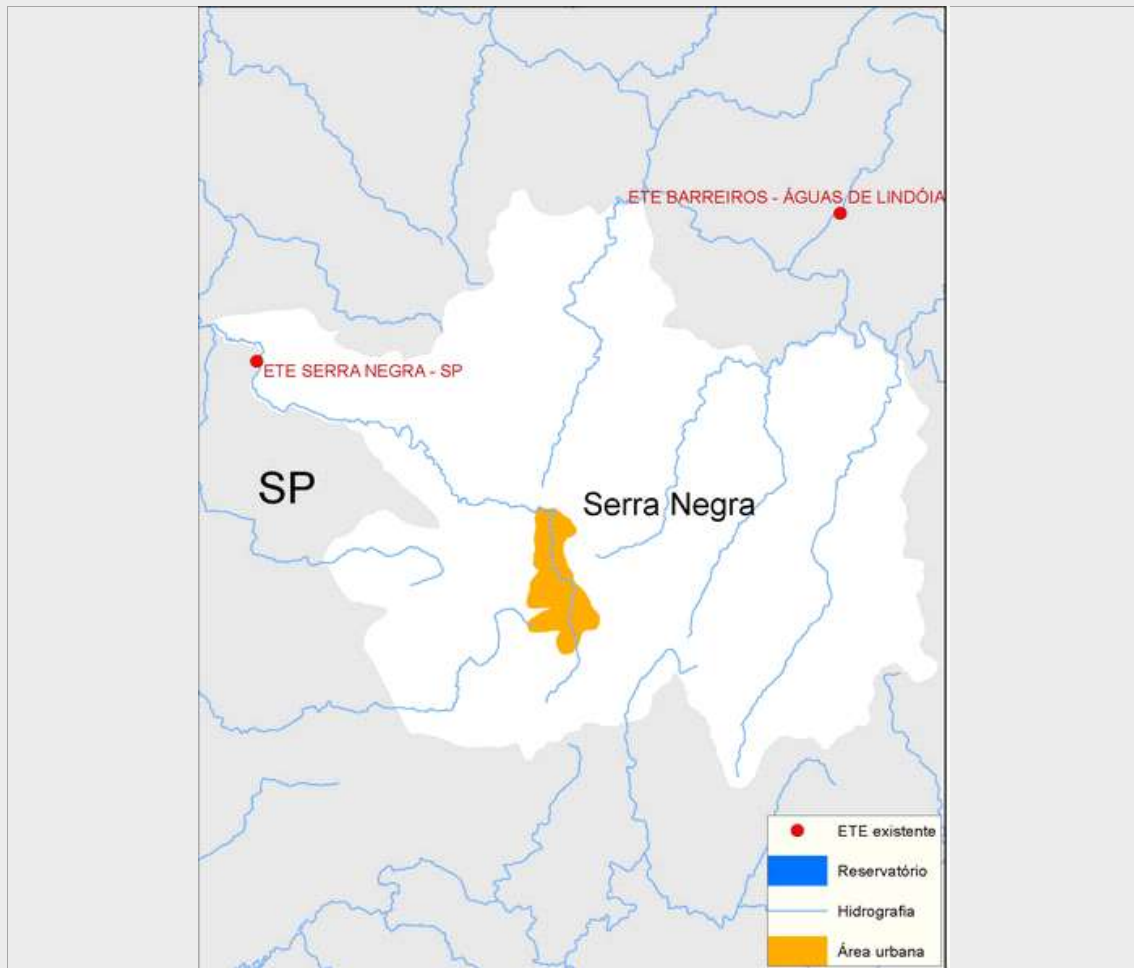 ETE BARREIROS - ÁGUAS DE LINDÓIA
ETE SERRA NEGRA - SP
SP
Serra Negra
ETE existente
Reservatório
Hidrografia
Área urbana